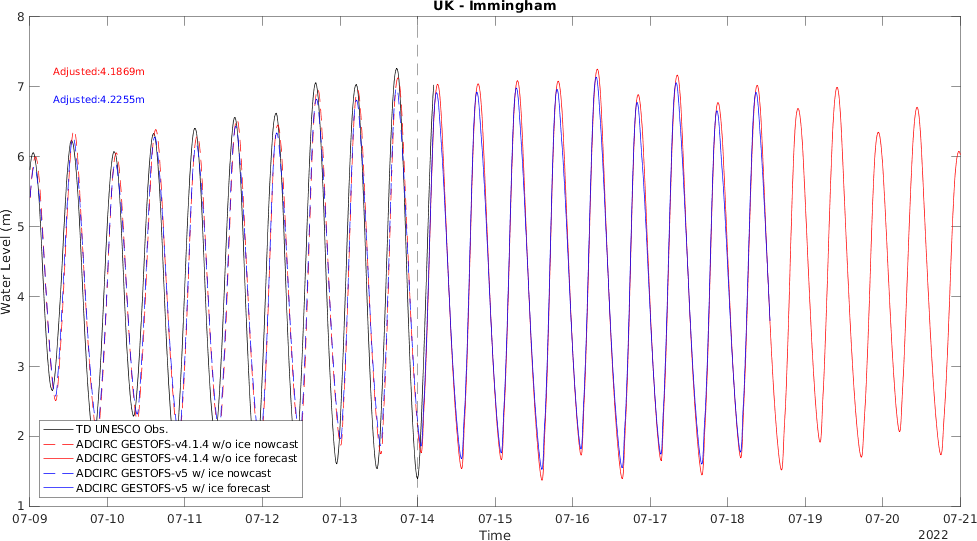 UK - Immingham
8
7
6
5
4
3
2
1
Water Level (m)
Adjusted:4.1869m
Adjusted:4.2255m
TD UNESCO Obs.
ADCIRC GESTOFS-v4.1.4 w/o ice nowcast
ADCIRC GESTOFS-v4.1.4 w/o ice forecast
ADCIRC GESTOFS-v5 w/ ice nowcast
ADCIRC GESTOFS-v5 w/ ice forecast
07-09 07-10 07-11 07-12 07-13 07-14 07-15 07-16 07-17 07-18 07-19 07-20 07-21
Time
2022